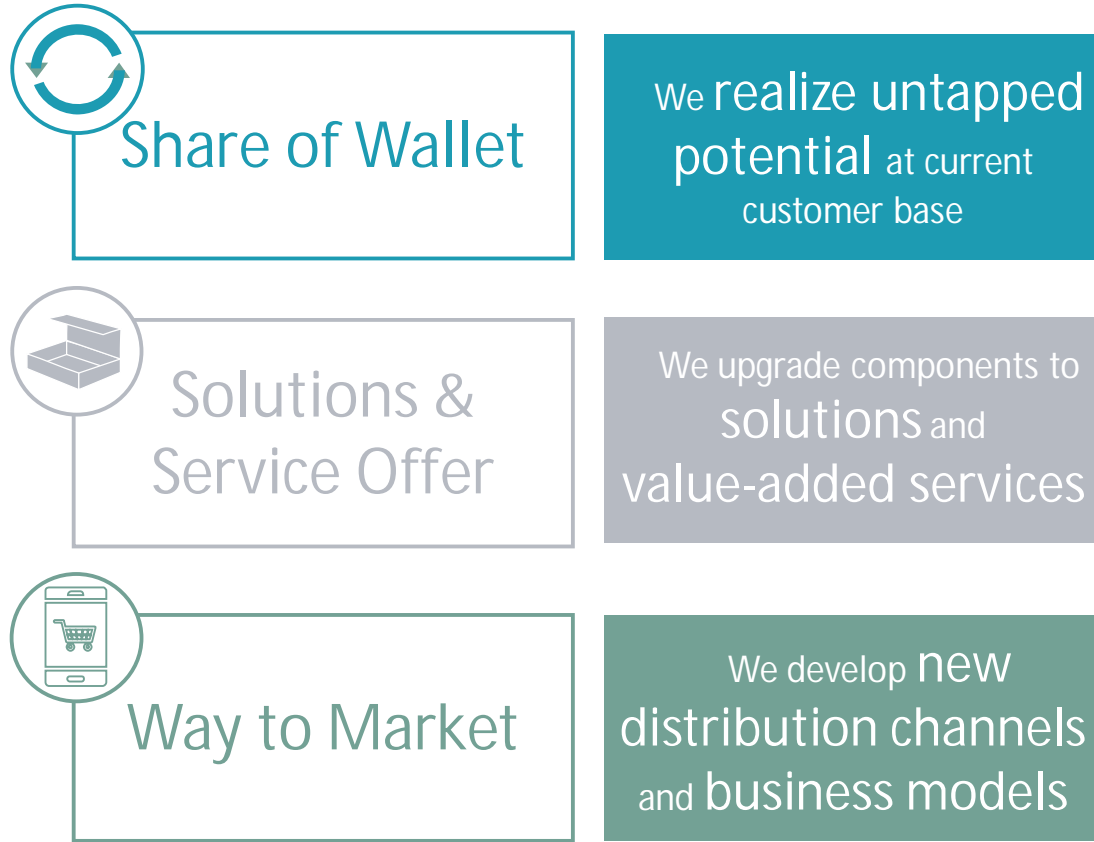 Share of Wallet
We realize untapped
potential at current
customer base
Solutions &
Service Offer
We upgrade components to
solutions and
value-added services
Way to Market
We develop new
distribution channels
and business models